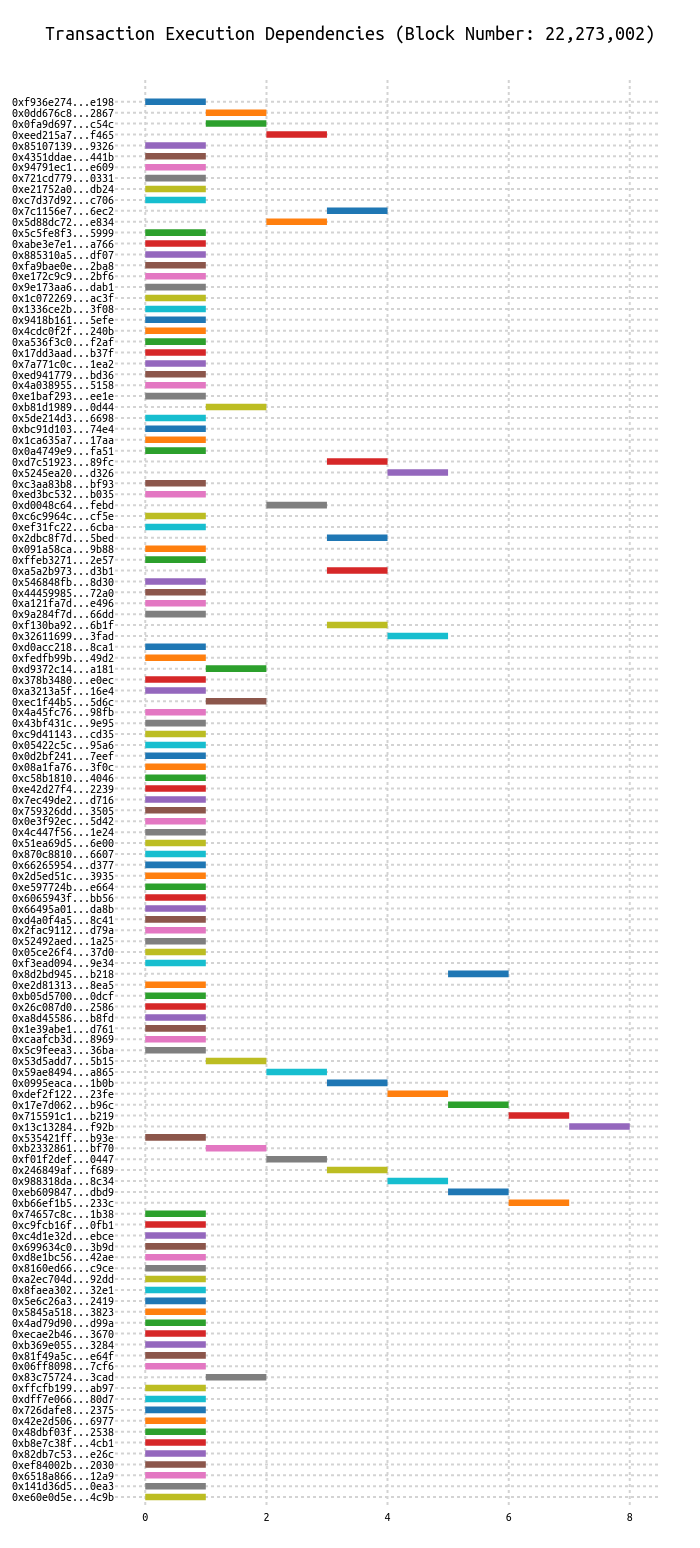 Transaction Execution Dependencies (Block Number: 22,273,002)
0xf936e274...e198
0x0dd676c8...2867
0x0fa9d697...c54c
0xeed215a7...f465
0x85107139...9326
0x4351ddae...441b
0x94791ec1...e609
0x721cd779...0331
0xe21752a0...db24
0xc7d37d92...c706
0x7c1156e7...6ec2
0x5d88dc72...e834
0x5c5fe8f3...5999
0xabe3e7e1...a766
0x885310a5...df07
0xfa9bae0e...2ba8
0xe172c9c9...2bf6
0x9e173aa6...dab1
0x1c072269...ac3f
0x1336ce2b...3f08
0x9418b161...5efe
0x4cdc0f2f...240b
0xa536f3c0...f2af
0x17dd3aad...b37f
0x7a771c0c...1ea2
0xed941779...bd36
0x4a038955...5158
0xe1baf293...ee1e
0xb81d1989...0d44
0x5de214d3...6698
0xbc91d103...74e4
0x1ca635a7...17aa
0x0a4749e9...fa51
0xd7c51923...89fc
0x5245ea20...d326
0xc3aa83b8...bf93
0xed3bc532...b035
0xd0048c64...febd
0xc6c9964c...cf5e
0xef31fc22...6cba
0x2dbc8f7d...5bed
0x091a58ca...9b88
0xffeb3271...2e57
0xa5a2b973...d3b1
0x546848fb...8d30
0x44459985...72a0
0xa121fa7d...e496
0x9a284f7d...66dd
0xf130ba92...6b1f
0x32611699...3fad
0xd0acc218...8ca1
0xfedfb99b...49d2
0xd9372c14...a181
0x378b3480...e0ec
0xa3213a5f...16e4
0xec1f44b5...5d6c
0x4a45fc76...98fb
0x43bf431c...9e95
0xc9d41143...cd35
0x05422c5c...95a6
0x0d2bf241...7eef
0x08a1fa76...3f0c
0xc58b1810...4046
0xe42d27f4...2239
0x7ec49de2...d716
0x759326dd...3505
0x0e3f92ec...5d42
0x4c447f56...1e24
0x51ea69d5...6e00
0x870c8810...6607
0x66265954...d377
0x2d5ed51c...3935
0xe597724b...e664
0x6065943f...bb56
0x66495a01...da8b
0xd4a0f4a5...8c41
0x2fac9112...d79a
0x52492aed...1a25
0x05ce26f4...37d0
0xf3ead094...9e34
0x8d2bd945...b218
0xe2d81313...8ea5
0xb05d5700...0dcf
0x26c087d0...2586
0xa8d45586...b8fd
0x1e39abe1...d761
0xcaafcb3d...8969
0x5c9feea3...36ba
0x53d5add7...5b15
0x59ae8494...a865
0x0995eaca...1b0b
0xdef2f122...23fe
0x17e7d062...b96c
0x715591c1...b219
0x13c13284...f92b
0x535421ff...b93e
0xb2332861...bf70
0xf01f2def...0447
0x246849af...f689
0x988318da...8c34
0xeb609847...dbd9
0xb66ef1b5...233c
0x74657c8c...1b38
0xc9fcb16f...0fb1
0xc4d1e32d...ebce
0x699634c0...3b9d
0xd8e1bc56...42ae
0x8160ed66...c9ce
0xa2ec704d...92dd
0x8faea302...32e1
0x5e6c26a3...2419
0x5845a518...3823
0x4ad79d90...d99a
0xecae2b46...3670
0xb369e055...3284
0x81f49a5c...e64f
0x06ff8098...7cf6
0x83c75724...3cad
0xffcfb199...ab97
0xdff7e066...80d7
0x726dafe8...2375
0x42e2d506...6977
0x48dbf03f...2538
0xb8e7c38f...4cb1
0x82db7c53...e26c
0xef84002b...2030
0x6518a866...12a9
0x141d36d5...0ea3
0xe60e0d5e...4c9b
0 2 4 6 8